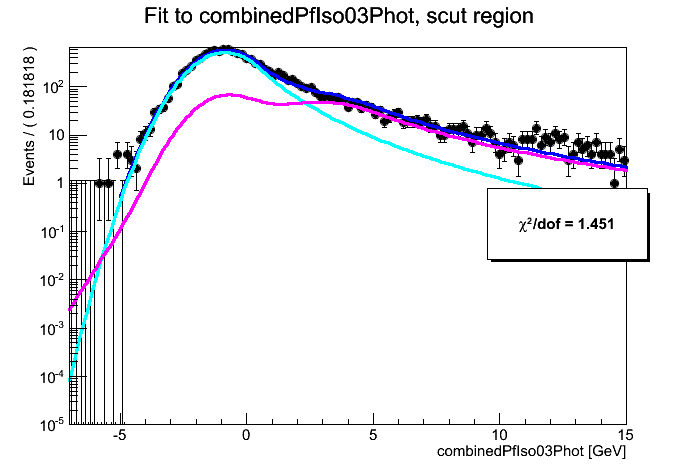 Fit to combinedPfIso03Phot, scut region
Events / ( 0.181818 )
10²
10
1
10⁻¹
10⁻²
10⁻³
10⁻⁴
10⁻⁵
χ²/dof = 1.451
-5 0 5 10 15
combinedPfIso03Phot [GeV]